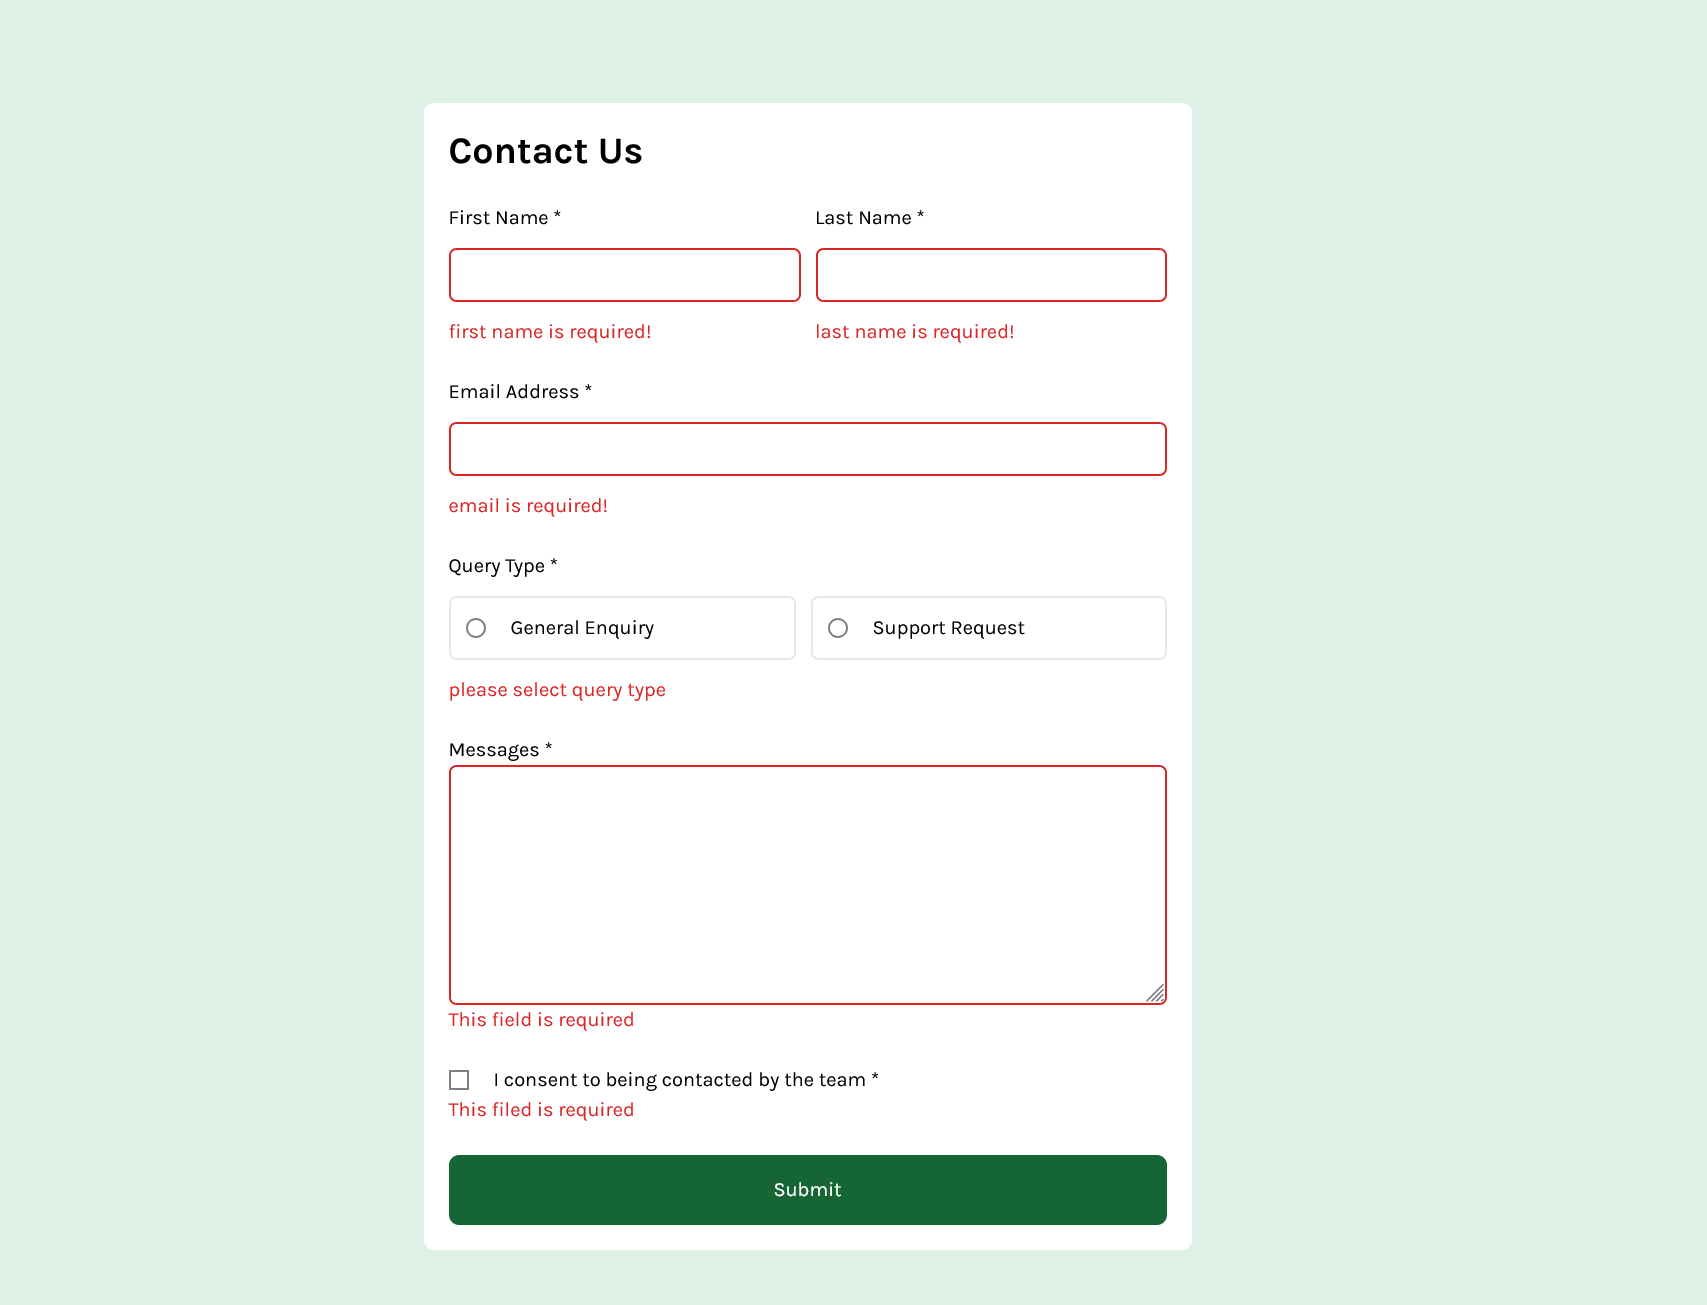 Contact Us
First Name *
Last Name *
first name is required!
last name is required!
Email Address *
email is required!
Query Type *
General Enquiry
Support Request
please select query type
Messages *
This field is required
I consent to being contacted by the team *
This filed is required
Submit